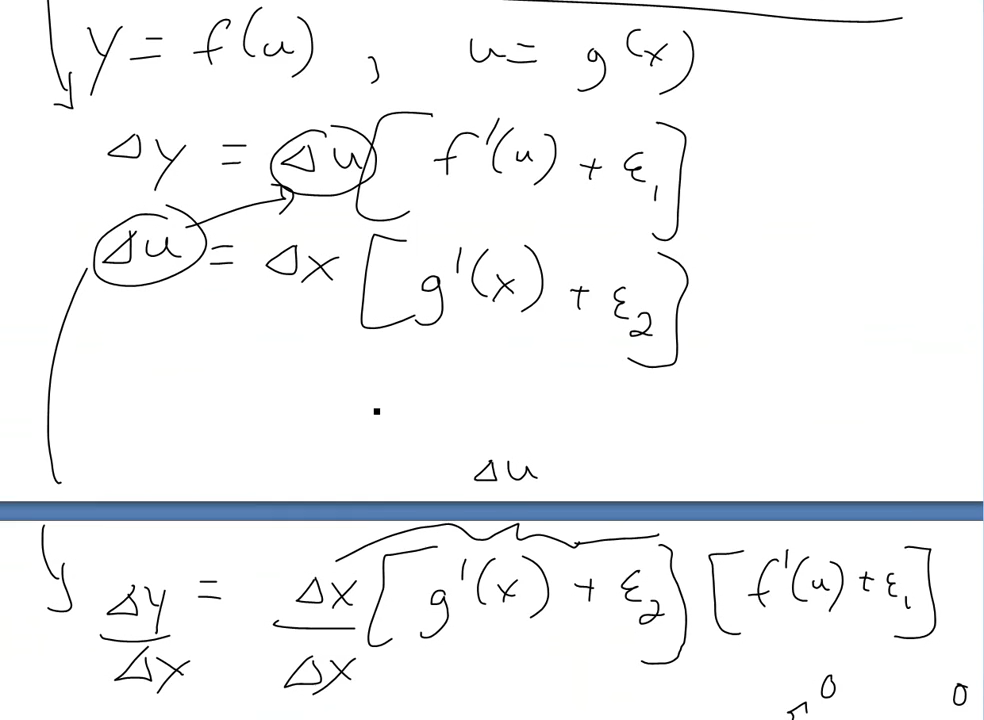 y = f(u) , u = g(x)
Δy = Δu [ f'(u) + ε₁ ]
Δu = Δx [ g'(x) + ε₂ ]
Δu
Δy/Δx = Δx/Δx [ g'(x) + ε₂ ] [ f'(u) + ε₁ ]
0 0